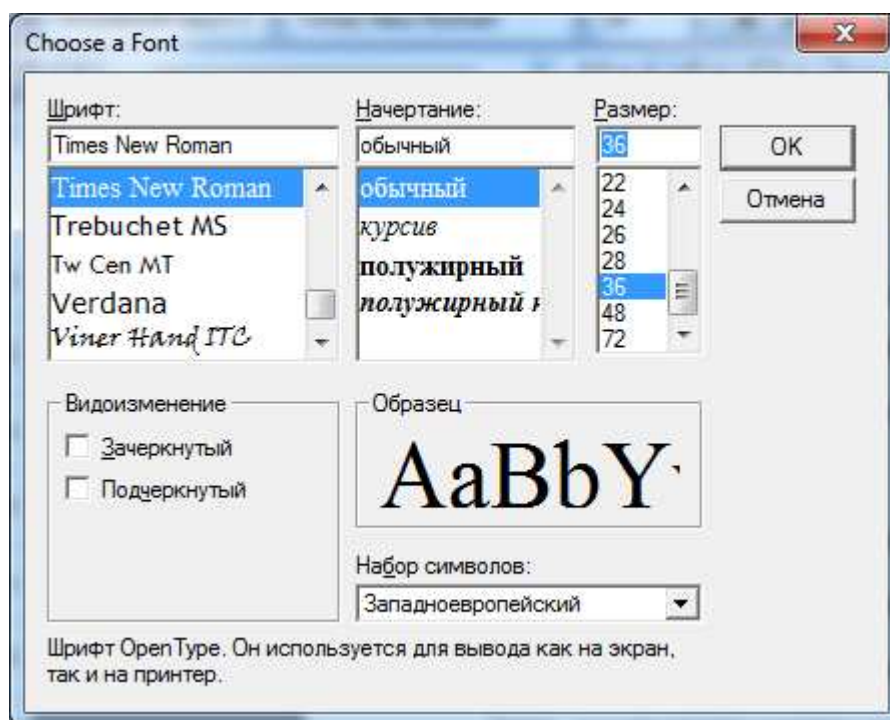 Choose a Font
Шрифт:
Times New Roman
Times New Roman
Trebuchet MS
Tw Cen MT
Verdana
Viner Hand ITC
Начертание:
обычный
обычный
курсив
полужирный
полужирный
Размер:
36
22
24
26
28
36
48
72
OK
Отмена
Видоизменение
Зачеркнутый
Подчеркнутый
Образец
AaBbY
Набор символов:
Западноевропейский
Шрифт OpenType. Он используется для вывода как на экран,
так и на принтер.